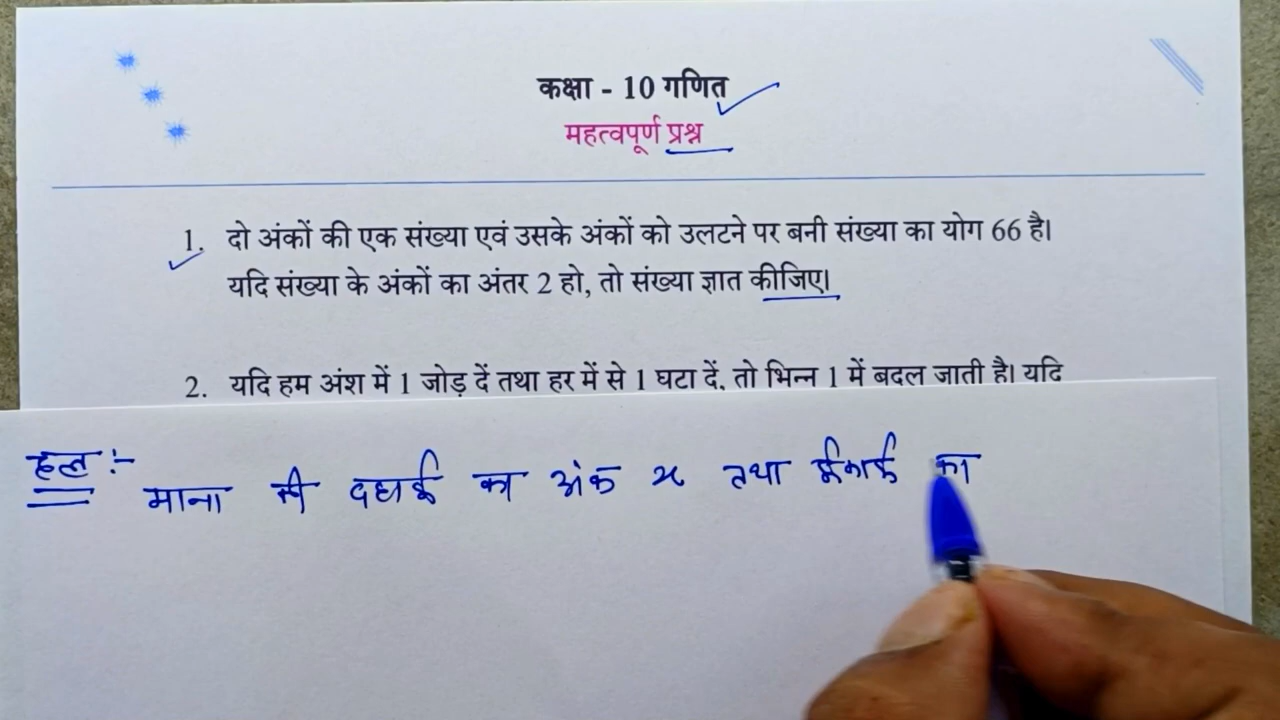 कक्षा - 10 गणित
महत्वपूर्ण प्रश्न
1. दो अंकों की एक संख्या एवं उसके अंकों को उलटने पर बनी संख्या का योग 66 है।
यदि संख्या के अंकों का अंतर 2 हो, तो संख्या ज्ञात कीजिए।
2. यदि हम अंश में 1 जोड़ दें तथा हर में से 1 घटा दें, तो भिन्न 1 में बदल जाती है। यदि
हल :-
माना की दहाई का अंक x तथा ईकाई का